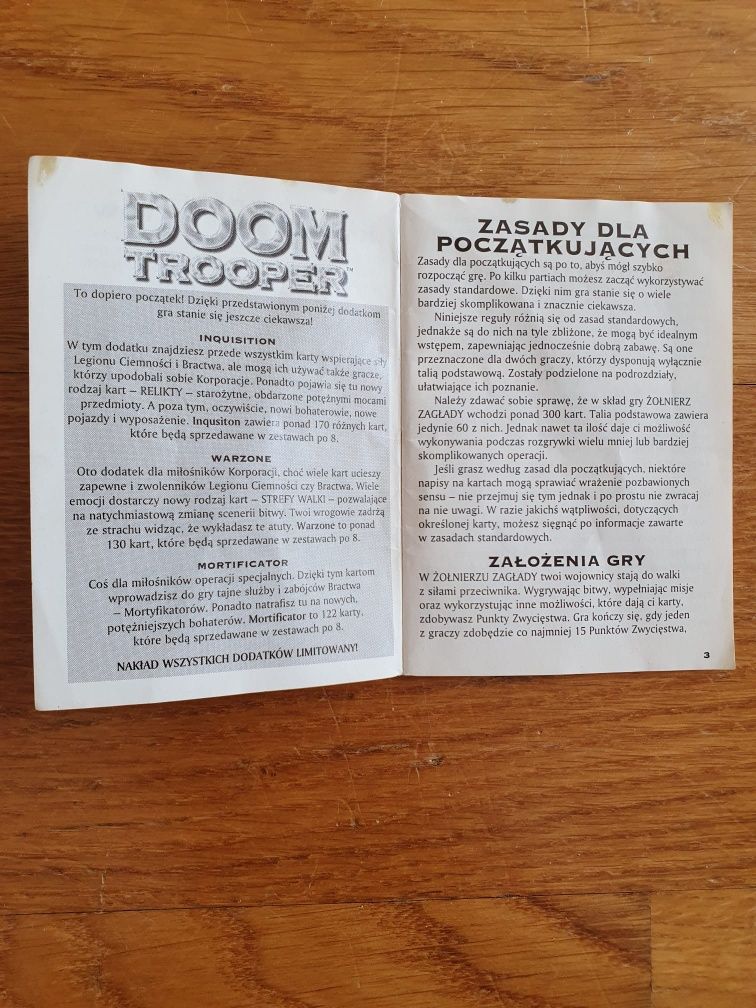 DOOM
TROOPER™
To dopiero początek! Dzięki przedstawionym poniżej dodatkom
gra stanie się jeszcze ciekawsza!
INQUISITION
W tym dodatku znajdziesz przede wszystkim karty wspierające siły
Legionu Ciemności i Bractwa, ale mogą ich używać także gracze,
którzy upodobali sobie Korporacje. Ponadto pojawia się tu nowy
rodzaj kart – RELIKTY – starożytne, obdarzone potężnymi mocami
przedmioty. A poza tym, oczywiście, nowi bohaterowie, nowe
pojazdy i wyposażenie. Inqusiton zawiera ponad 170 różnych kart,
które będą sprzedawane w zestawach po 8.
WARZONE
Oto dodatek dla miłośników Korporacji, choć wiele kart ucieszy
zapewne i zwolenników Legionu Ciemności czy Bractwa. Wiele
emocji dostarczy nowy rodzaj kart – STREFY WALKI – pozwalające
na natychmiastową zmianę scenerii bitwy. Twoi wrogowie zadrżą
ze strachu widząc, że wykładasz te atuty. Warzone to ponad
130 kart, które będą sprzedawane w zestawach po 8.
MORTIFICATOR
Coś dla miłośników operacji specjalnych. Dzięki tym kartom
wprowadzisz do gry tajne służby i zabójców Bractwa
– Mortyfikatorów. Ponadto natrafisz tu na nowych,
potężniejszych bohaterów. Mortificator to 122 karty,
które będą sprzedawane w zestawach po 8.
NAKŁAD WSZYSTKICH DODATKÓW LIMITOWANY!
ZASADY DLA
POCZĄTKUJĄCYCH
Zasady dla początkujących są po to, abyś mógł szybko
rozpocząć grę. Po kilku partiach możesz zacząć wykorzystywać
zasady standardowe. Dzięki nim gra stanie się o wiele
bardziej skomplikowana i znacznie ciekawsza.
Niniejsze reguły różnią się od zasad standardowych,
jednakże są do nich na tyle zbliżone, że mogą być idealnym
wstępem, zapewniając jednocześnie dobrą zabawę. Są one
przeznaczone dla dwóch graczy, którzy dysponują wyłącznie
talią podstawową. Zostały podzielone na podrozdziały,
ułatwiające ich poznanie.
Należy zdawać sobie sprawę, że w skład gry ŻOŁNIERZ
ZAGŁADY wchodzi ponad 300 kart. Talia podstawowa zawiera
jedynie 60 z nich. Jednak nawet ta ilość daje ci możliwość
wykonywania podczas rozgrywki wielu mniej lub bardziej
skomplikowanych operacji.
Jeśli grasz według zasad dla początkujących, niektóre
napisy na kartach mogą sprawiać wrażenie pozbawionych
sensu – nie przejmuj się tym jednak i po prostu nie zwracaj
na nie uwagi. W razie jakichś wątpliwości, dotyczących
określonej karty, możesz sięgnąć po informacje zawarte
w zasadach standardowych.
ZAŁOŻENIA GRY
W ŻOŁNIERZU ZAGŁADY twoi wojownicy stają do walki
z siłami przeciwnika. Wygrywając bitwy, wypełniając misje
oraz wykorzystując inne możliwości, które dają ci karty,
zdobywasz Punkty Zwycięstwa. Gra kończy się, gdy jeden
z graczy zdobędzie co najmniej 15 Punktów Zwycięstwa,
3